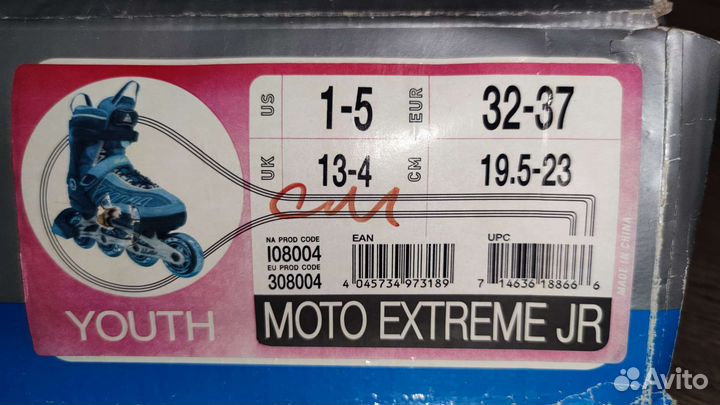 US 1-5 EUR 32-37
UK 13-4 CM 19.5-23
см
NA PROD CODE
I08004
EU PROD CODE
308004
EAN
4 045734 973189
UPC
7 14636 18866 6
MADE IN CHINA
YOUTH
MOTO EXTREME JR
Avito